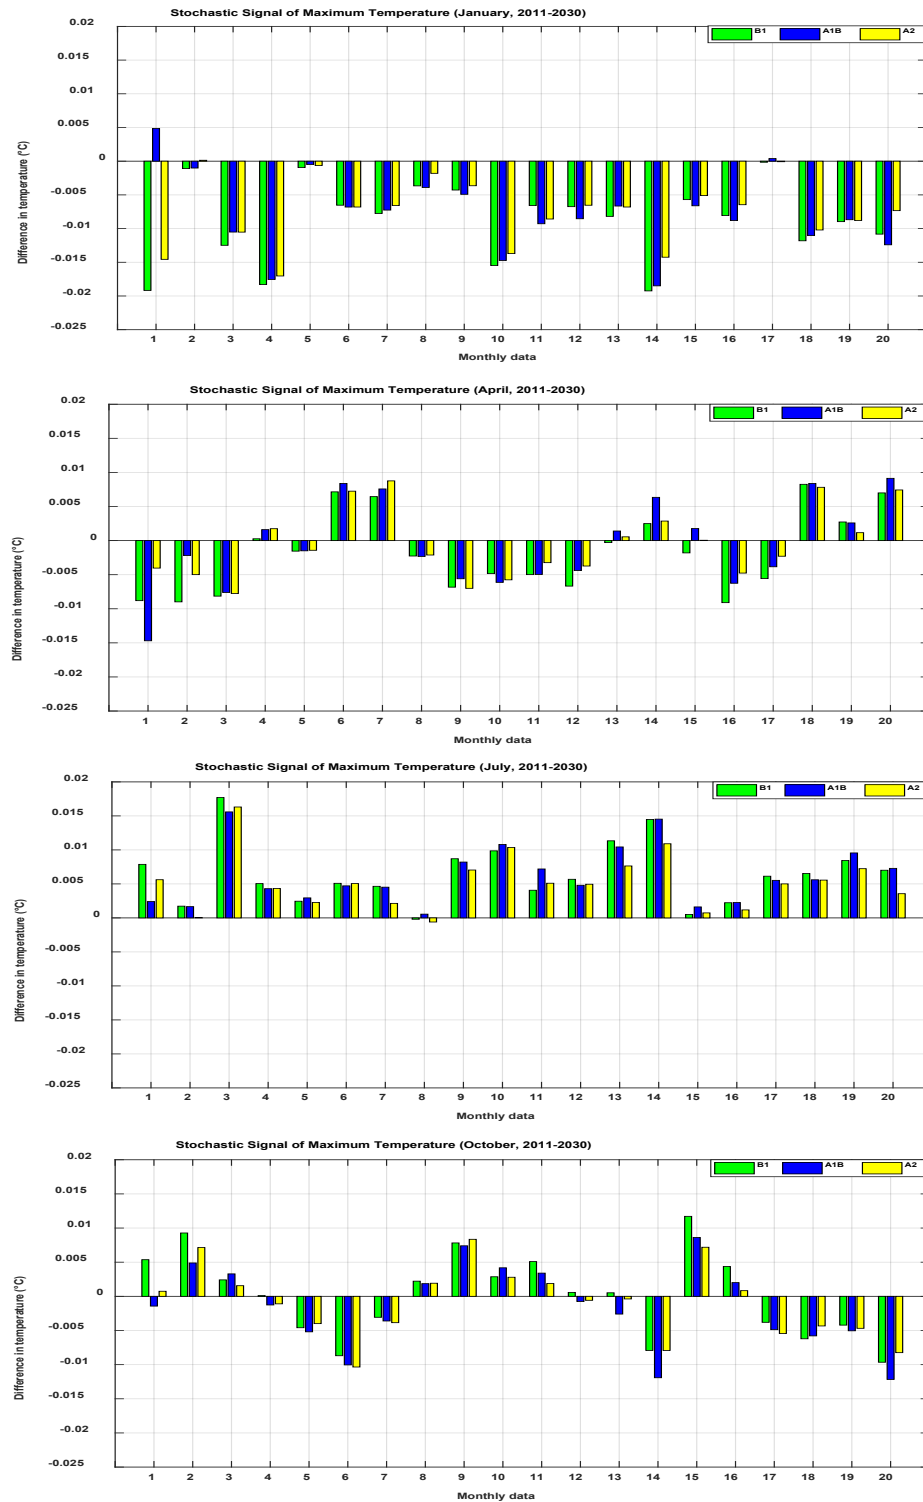 Stochastic Signal of Maximum Temperature (January, 2011-2030)
B1 A1B A2
0.02
0.015
0.01
0.005
0
-0.005
-0.01
-0.015
-0.02
-0.025
Difference in temperature (°C)
1 2 3 4 5 6 7 8 9 10 11 12 13 14 15 16 17 18 19 20
Monthly data
Stochastic Signal of Maximum Temperature (April, 2011-2030)
B1 A1B A2
0.02
0.015
0.01
0.005
0
-0.005
-0.01
-0.015
-0.02
-0.025
Difference in temperature (°C)
1 2 3 4 5 6 7 8 9 10 11 12 13 14 15 16 17 18 19 20
Monthly data
Stochastic Signal of Maximum Temperature (July, 2011-2030)
B1 A1B A2
0.02
0.015
0.01
0.005
0
-0.005
-0.01
-0.015
-0.02
-0.025
Difference in temperature (°C)
1 2 3 4 5 6 7 8 9 10 11 12 13 14 15 16 17 18 19 20
Monthly data
Stochastic Signal of Maximum Temperature (October, 2011-2030)
B1 A1B A2
0.02
0.015
0.01
0.005
0
-0.005
-0.01
-0.015
-0.02
-0.025
Difference in temperature (°C)
1 2 3 4 5 6 7 8 9 10 11 12 13 14 15 16 17 18 19 20
Monthly data